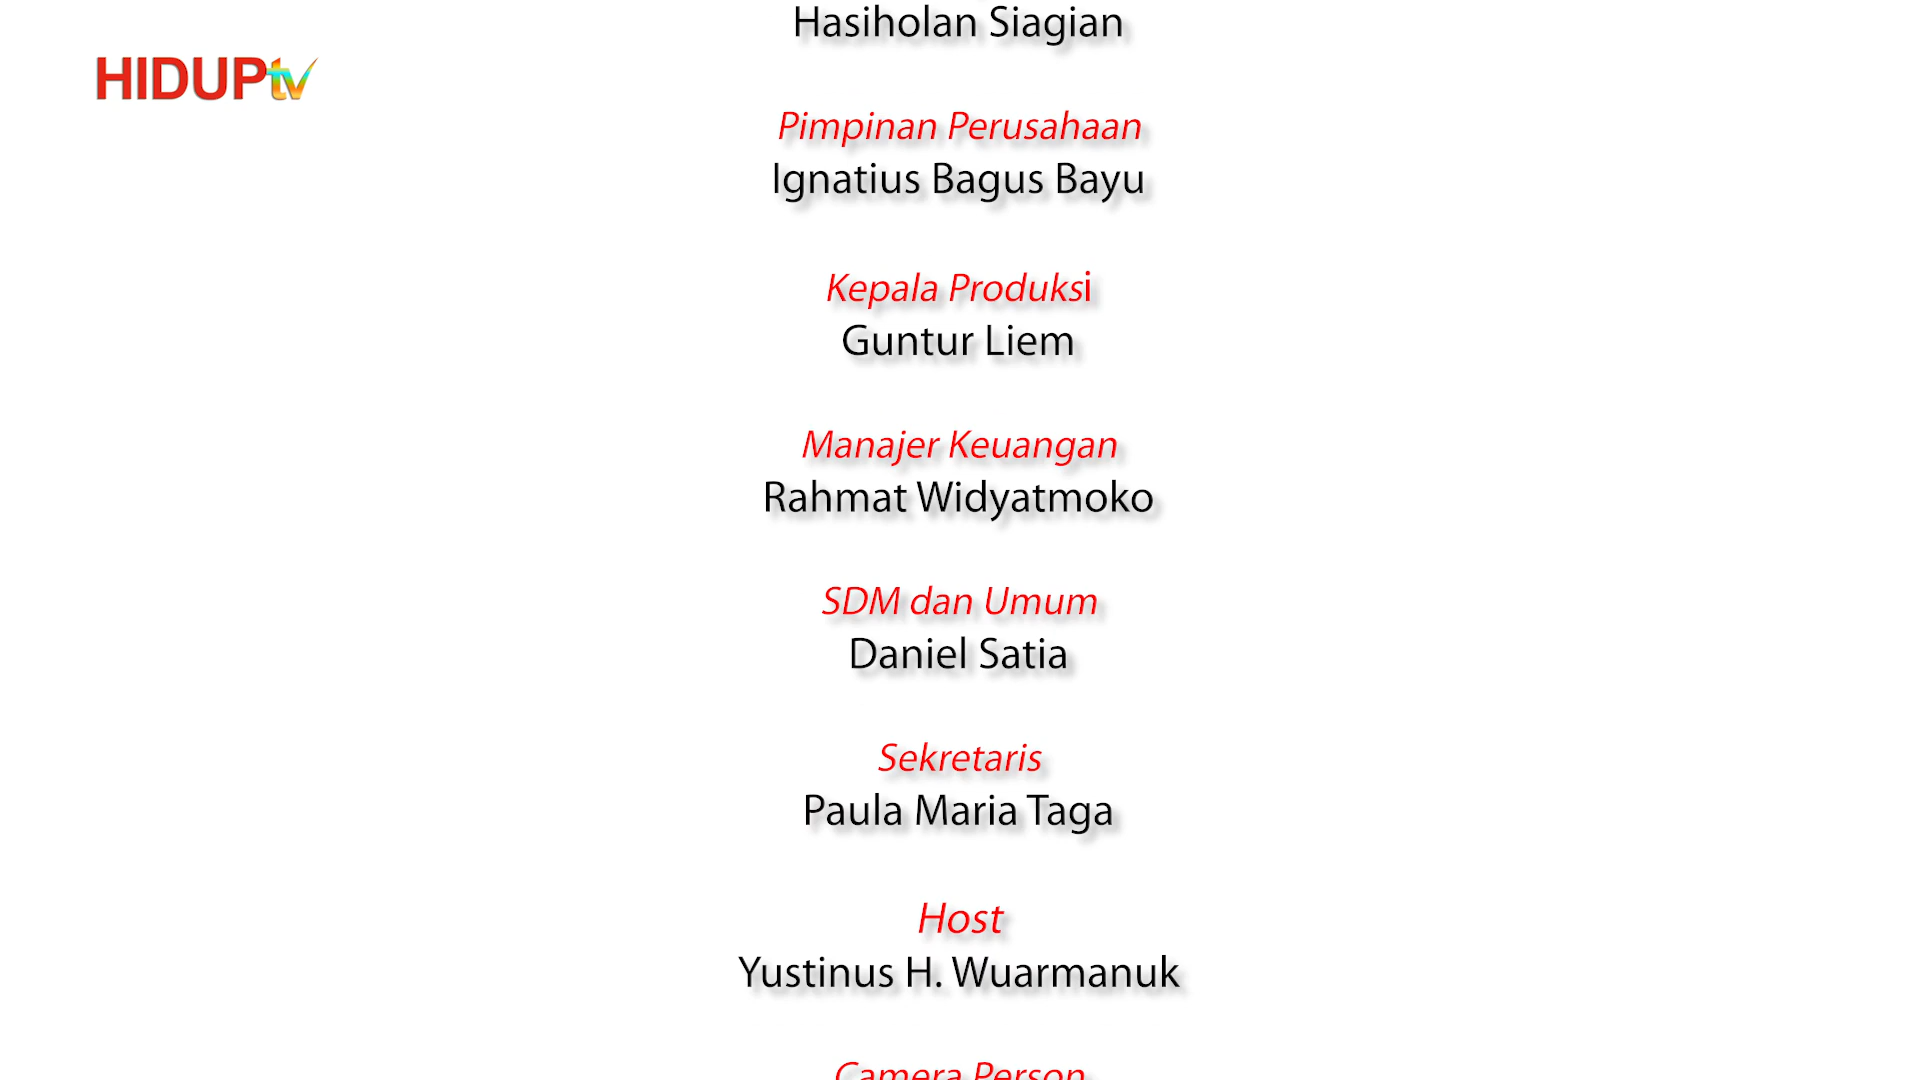 Hasiholan Siagian
HIDUPtv
Pimpinan Perusahaan
Ignatius Bagus Bayu
Kepala Produksi
Guntur Liem
Manajer Keuangan
Rahmat Widyatmoko
SDM dan Umum
Daniel Satia
Sekretaris
Paula Maria Taga
Host
Yustinus H. Wuarmanuk
Camera Person